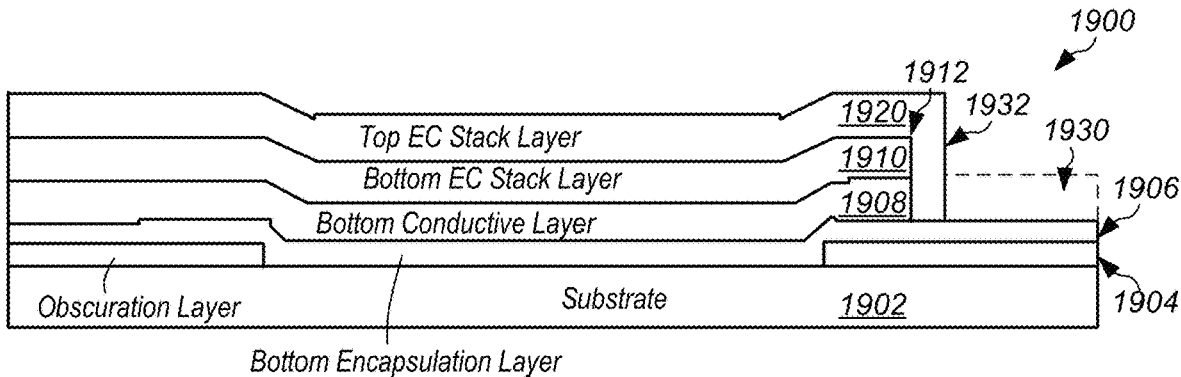 1900
1912
1920
1932
Top EC Stack Layer
1930
1910
Bottom EC Stack Layer
1908
1906
Bottom Conductive Layer
Obscuration Layer
Substrate
1902
1904
Bottom Encapsulation Layer